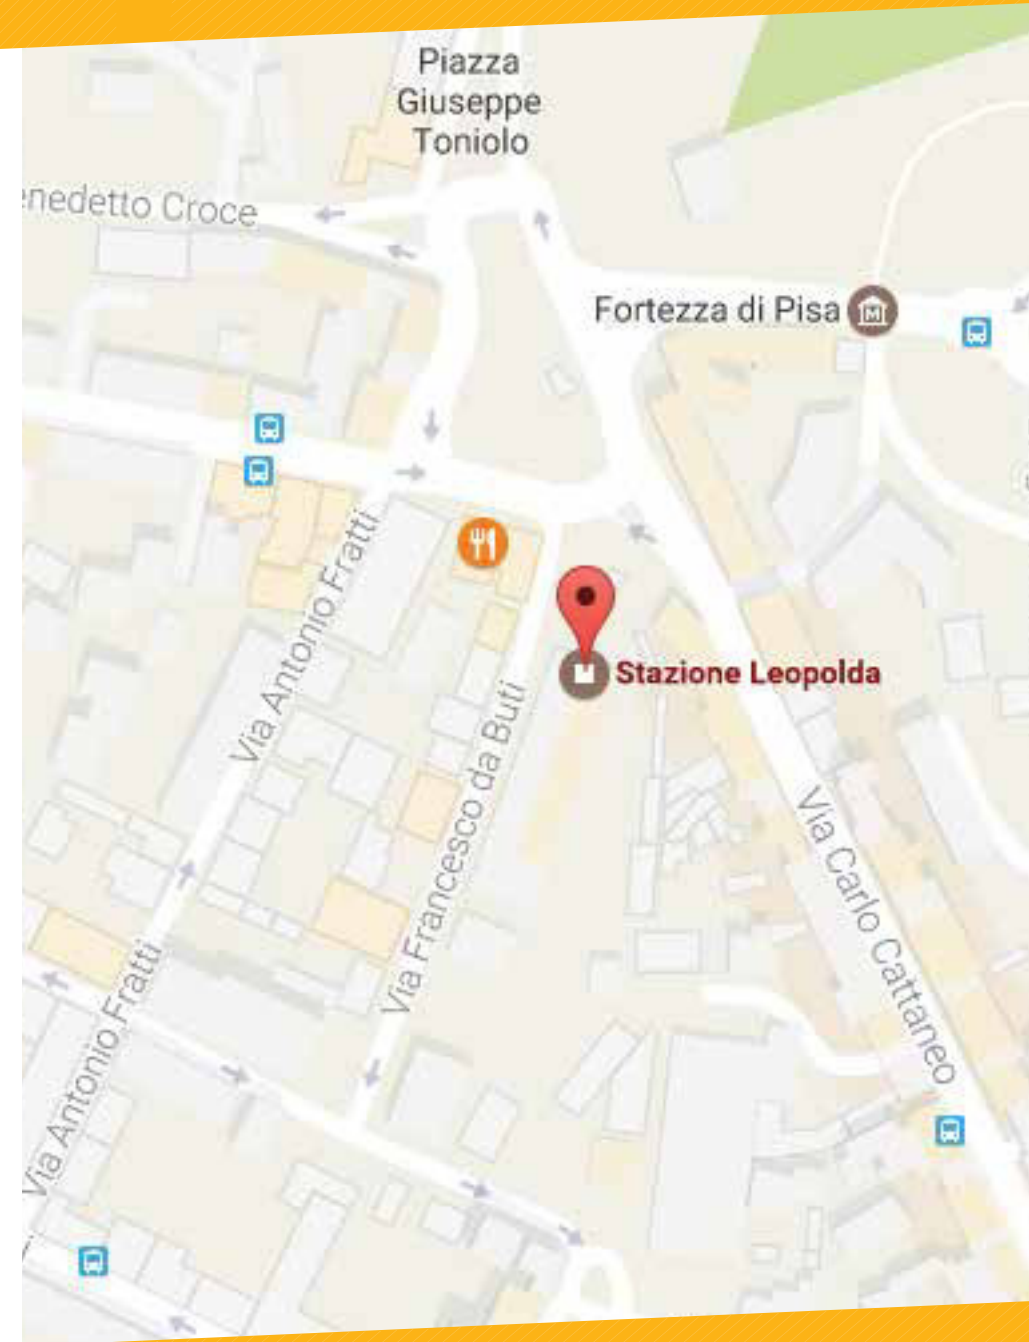 Piazza
Giuseppe
Toniolo
enedetto Croce
Fortezza di Pisa
M
Via Antonio Fratti
Stazione Leopolda
Via Francesco da Buti
Via Carlo Cattaneo
Via Antonio Fratti